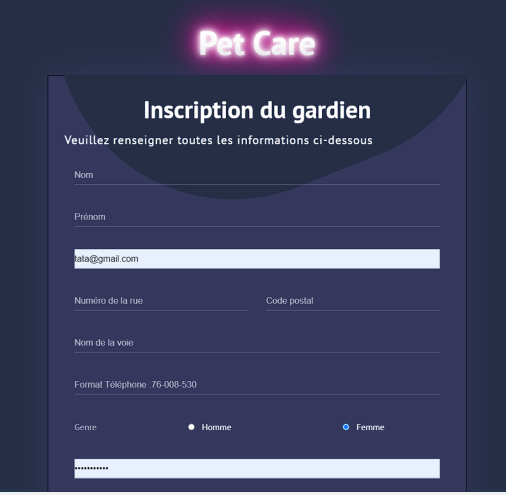 Pet Care
Inscription du gardien
Veuillez renseigner toutes les informations ci-dessous
Nom
Prénom
tata@gmail.com
Numéro de la rue Code postal
Nom de la voie
Format Téléphone :76-008-530
Genre Homme Femme
•••••••••••